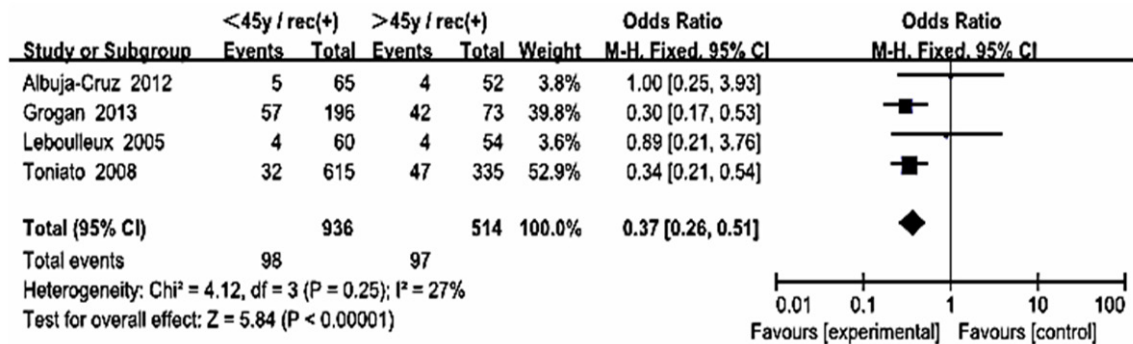 <45y / rec(+) >45y / rec(+) Odds Ratio Odds Ratio
Study or Subgroup Events Total Events Total Weight M-H. Fixed, 95% CI M-H. Fixed, 95% CI
Albuja-Cruz 2012 5 65 4 52 3.8% 1.00 [0.25, 3.93]
Grogan 2013 57 196 42 73 39.8% 0.30 [0.17, 0.53]
Leboulleux 2005 4 60 4 54 3.6% 0.89 [0.21, 3.76]
Toniato 2008 32 615 47 335 52.9% 0.34 [0.21, 0.54]
Total (95% CI) 936 514 100.0% 0.37 [0.26, 0.51]
Total events 98 97
Heterogeneity: Chi² = 4.12, df = 3 (P = 0.25); I² = 27%
Test for overall effect: Z = 5.84 (P < 0.00001)
0.01 0.1 1 10 100
Favours [experimental] Favours [control]